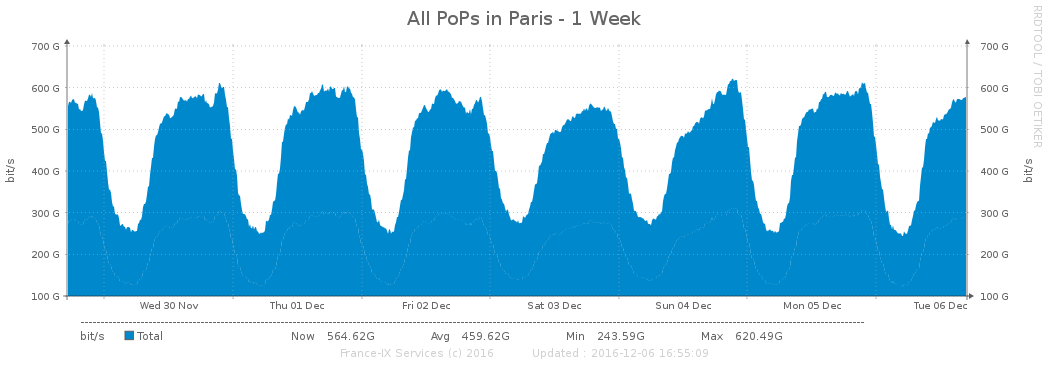 All PoPs in Paris - 1 Week
RRDTOOL / TOBI OETIKER
700 G 700 G
600 G 600 G
500 G 500 G
400 G 400 G
300 G 300 G
200 G 200 G
100 G 100 G
bit/s bit/s
Wed 30 Nov Thu 01 Dec Fri 02 Dec Sat 03 Dec Sun 04 Dec Mon 05 Dec Tue 06 Dec
bit/s Total Now 564.62G Avg 459.62G Min 243.59G Max 620.49G
France-IX Services (c) 2016 Updated : 2016-12-06 16:55:09